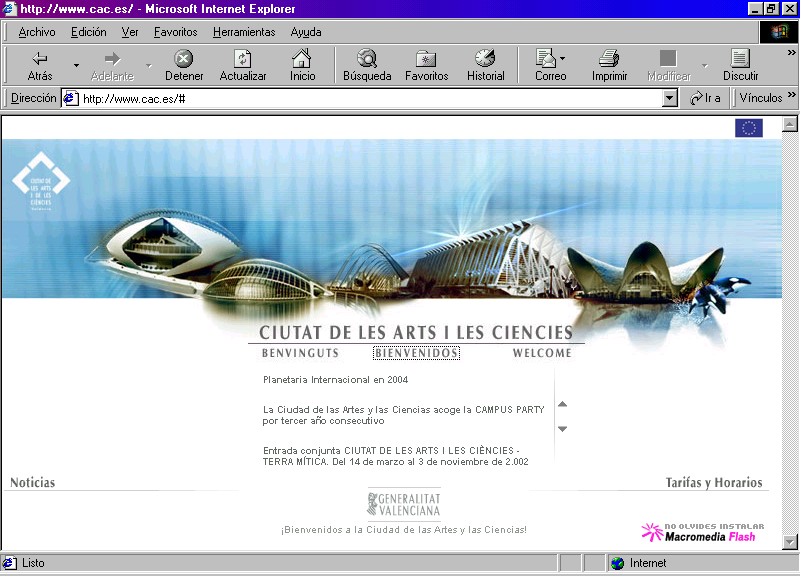 http://www.cac.es/ - Microsoft Internet Explorer
Archivo Edición Ver Favoritos Herramientas Ayuda
Atrás Adelante Detener Actualizar Inicio Búsqueda Favoritos Historial Correo Imprimir Modificar Discutir
Dirección http://www.cac.es/# Ir a Vínculos
CIUTAT DE
LES ARTS
I DE LES
CIÈNCIES
CIUTAT DE LES ARTS I LES CIENCIES
BENVINGUTS BIENVENIDOS WELCOME
Planetaria Internacional en 2004
La Ciudad de las Artes y las Ciencias acoge la CAMPUS PARTY
por tercer año consecutivo
Entrada conjunta CIUTAT DE LES ARTS I LES CIÈNCIES -
TERRA MÍTICA. Del 14 de marzo al 3 de noviembre de 2.002
Noticias Tarifas y Horarios
GENERALITAT
VALENCIANA
¡Bienvenidos a la Ciudad de las Artes y las Ciencias!
NO OLVIDES INSTALAR
Macromedia Flash
Listo Internet